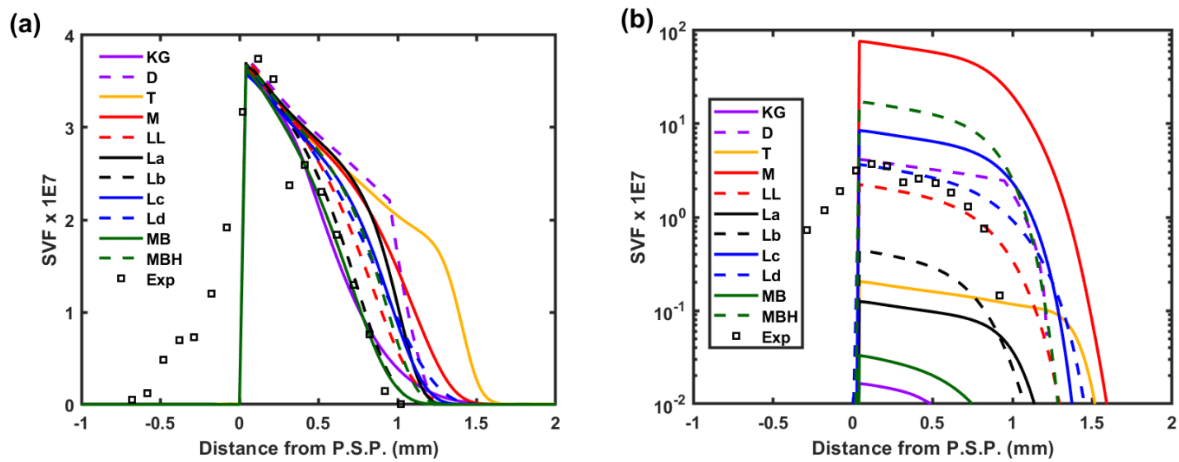 (a)
SVF x 1E7
4
3
2
1
0
KG
D
T
M
LL
La
Lb
Lc
Ld
MB
MBH
Exp
-1 -0.5 0 0.5 1 1.5 2
Distance from P.S.P. (mm)
(b)
SVF x 1E7
10^2
10^1
10^0
10^-1
10^-2
KG
D
T
M
LL
La
Lb
Lc
Ld
MB
MBH
Exp
-1 -0.5 0 0.5 1 1.5 2
Distance from P.S.P. (mm)